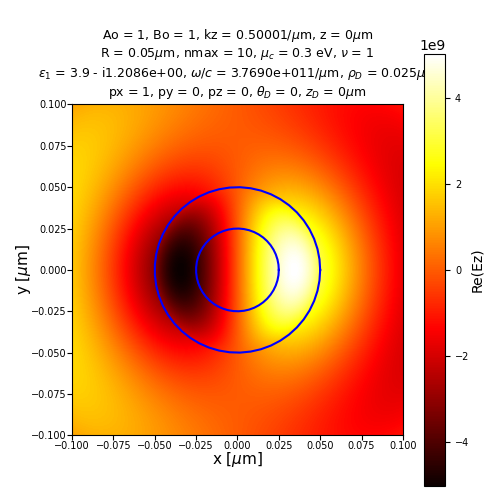 Ao = 1, Bo = 1, kz = 0.50001/μm, z = 0μm
R = 0.05μm, nmax = 10, μc = 0.3 eV, ν = 1
ε1 = 3.9 - i1.2086e+00, ω/c = 3.7690e+011/μm, ρD = 0.025μ
px = 1, py = 0, pz = 0, θD = 0, zD = 0μm
1e9
0.100
0.075
0.050
0.025
0.000
−0.025
−0.050
−0.075
−0.100
y [μm]
−0.100 −0.075 −0.050 −0.025 0.000 0.025 0.050 0.075 0.100
x [μm]
4
2
0
−2
−4
Re(Ez)